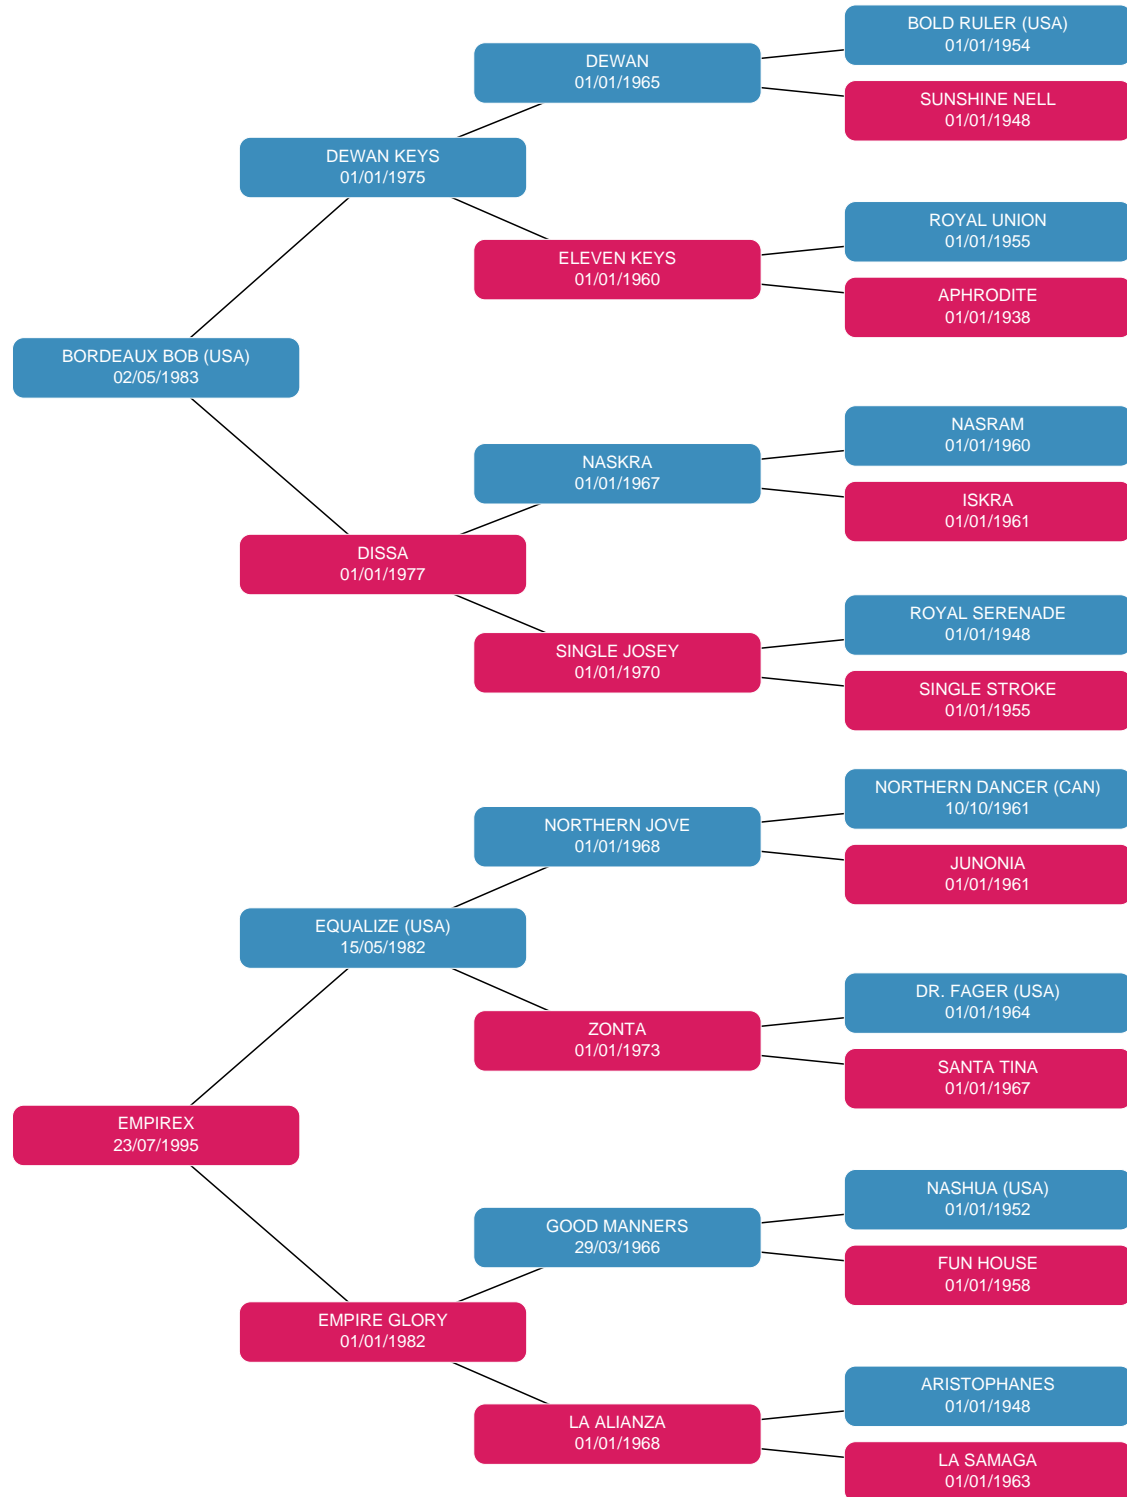 BOLD RULER (USA)
01/01/1954
DEWAN
01/01/1965
SUNSHINE NELL
01/01/1948
DEWAN KEYS
01/01/1975
ROYAL UNION
01/01/1955
ELEVEN KEYS
01/01/1960
APHRODITE
01/01/1938
BORDEAUX BOB (USA)
02/05/1983
NASRAM
01/01/1960
NASKRA
01/01/1967
ISKRA
01/01/1961
DISSA
01/01/1977
ROYAL SERENADE
01/01/1948
SINGLE JOSEY
01/01/1970
SINGLE STROKE
01/01/1955
NORTHERN DANCER (CAN)
10/10/1961
NORTHERN JOVE
01/01/1968
JUNONIA
01/01/1961
EQUALIZE (USA)
15/05/1982
DR. FAGER (USA)
01/01/1964
ZONTA
01/01/1973
SANTA TINA
01/01/1967
EMPIREX
23/07/1995
NASHUA (USA)
01/01/1952
GOOD MANNERS
29/03/1966
FUN HOUSE
01/01/1958
EMPIRE GLORY
01/01/1982
ARISTOPHANES
01/01/1948
LA ALIANZA
01/01/1968
LA SAMAGA
01/01/1963